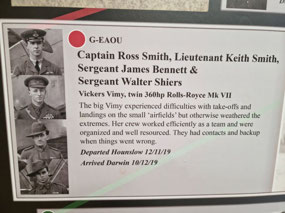 G-EAOU
Captain Ross Smith, Lieutenant Keith Smith,
Sergeant James Bennett &
Sergeant Walter Shiers
Vickers Vimy, twin 360hp Rolls-Royce Mk VII
The big Vimy experienced difficulties with take-offs and
landings on the small 'airfields' but otherwise weathered the
extremes. Her crew worked efficiently as a team and were
organized and well resourced. They had contacts and backup
when things went wrong.
Departed Hounslow 12/11/19
Arrived Darwin 10/12/19